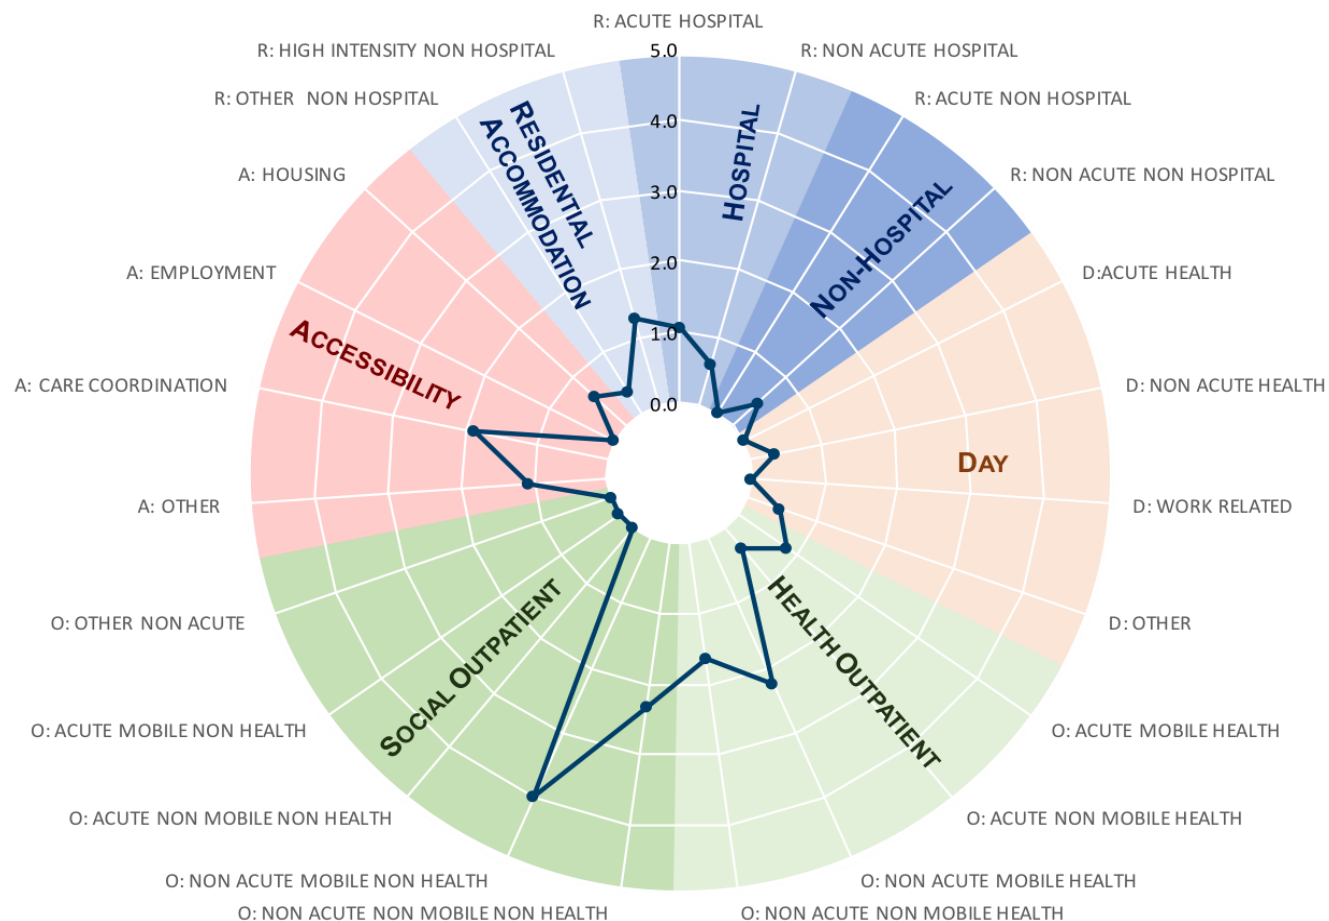 R: ACUTE HOSPITAL
R: HIGH INTENSITY NON HOSPITAL
5.0
R: NON ACUTE HOSPITAL
R: OTHER NON HOSPITAL
R: ACUTE NON HOSPITAL
RESIDENTIAL
ACCOMMODATION
HOSPITAL
4.0
A: HOUSING
R: NON ACUTE NON HOSPITAL
3.0
NON-HOSPITAL
A: EMPLOYMENT
2.0
D:ACUTE HEALTH
1.0
ACCESSIBILITY
A: CARE COORDINATION
D: NON ACUTE HEALTH
0.0
DAY
A: OTHER
D: WORK RELATED
O: OTHER NON ACUTE
D: OTHER
SOCIAL OUTPATIENT
HEALTH OUTPATIENT
O: ACUTE MOBILE NON HEALTH
O: ACUTE MOBILE HEALTH
O: ACUTE NON MOBILE NON HEALTH
O: ACUTE NON MOBILE HEALTH
O: NON ACUTE MOBILE NON HEALTH
O: NON ACUTE MOBILE HEALTH
O: NON ACUTE NON MOBILE NON HEALTH
O: NON ACUTE NON MOBILE HEALTH